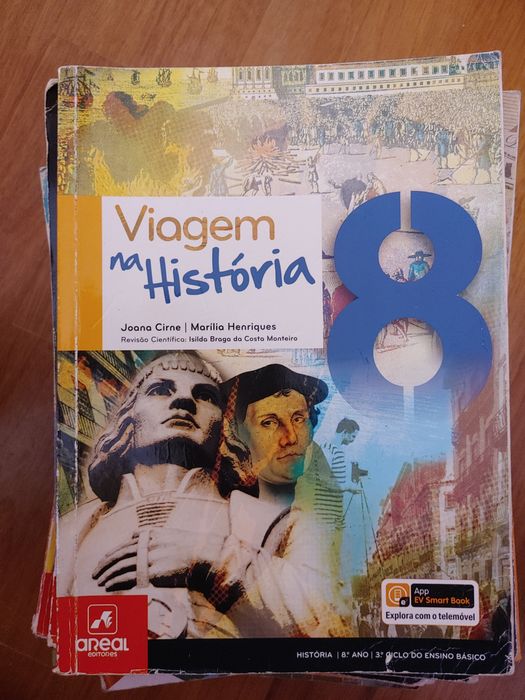 Viagem
na História
8
Joana Cirne | Marília Henriques
Revisão Científica: Isilda Braga da Costa Monteiro
App
EV Smart Book
Explora com o telemóvel
AREAL
EDITORES
HISTÓRIA | 8.º ANO | 3.º CICLO DO ENSINO BÁSICO